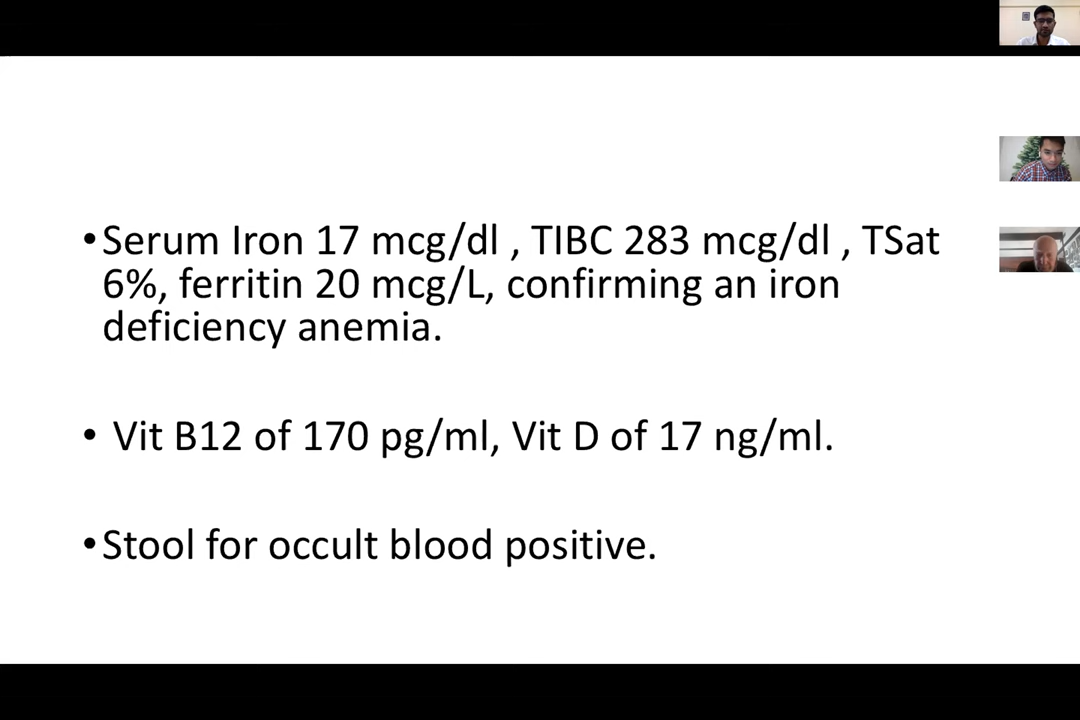 •Serum Iron 17 mcg/dl , TIBC 283 mcg/dl , TSat
6%, ferritin 20 mcg/L, confirming an iron
deficiency anemia.
• Vit B12 of 170 pg/ml, Vit D of 17 ng/ml.
•Stool for occult blood positive.